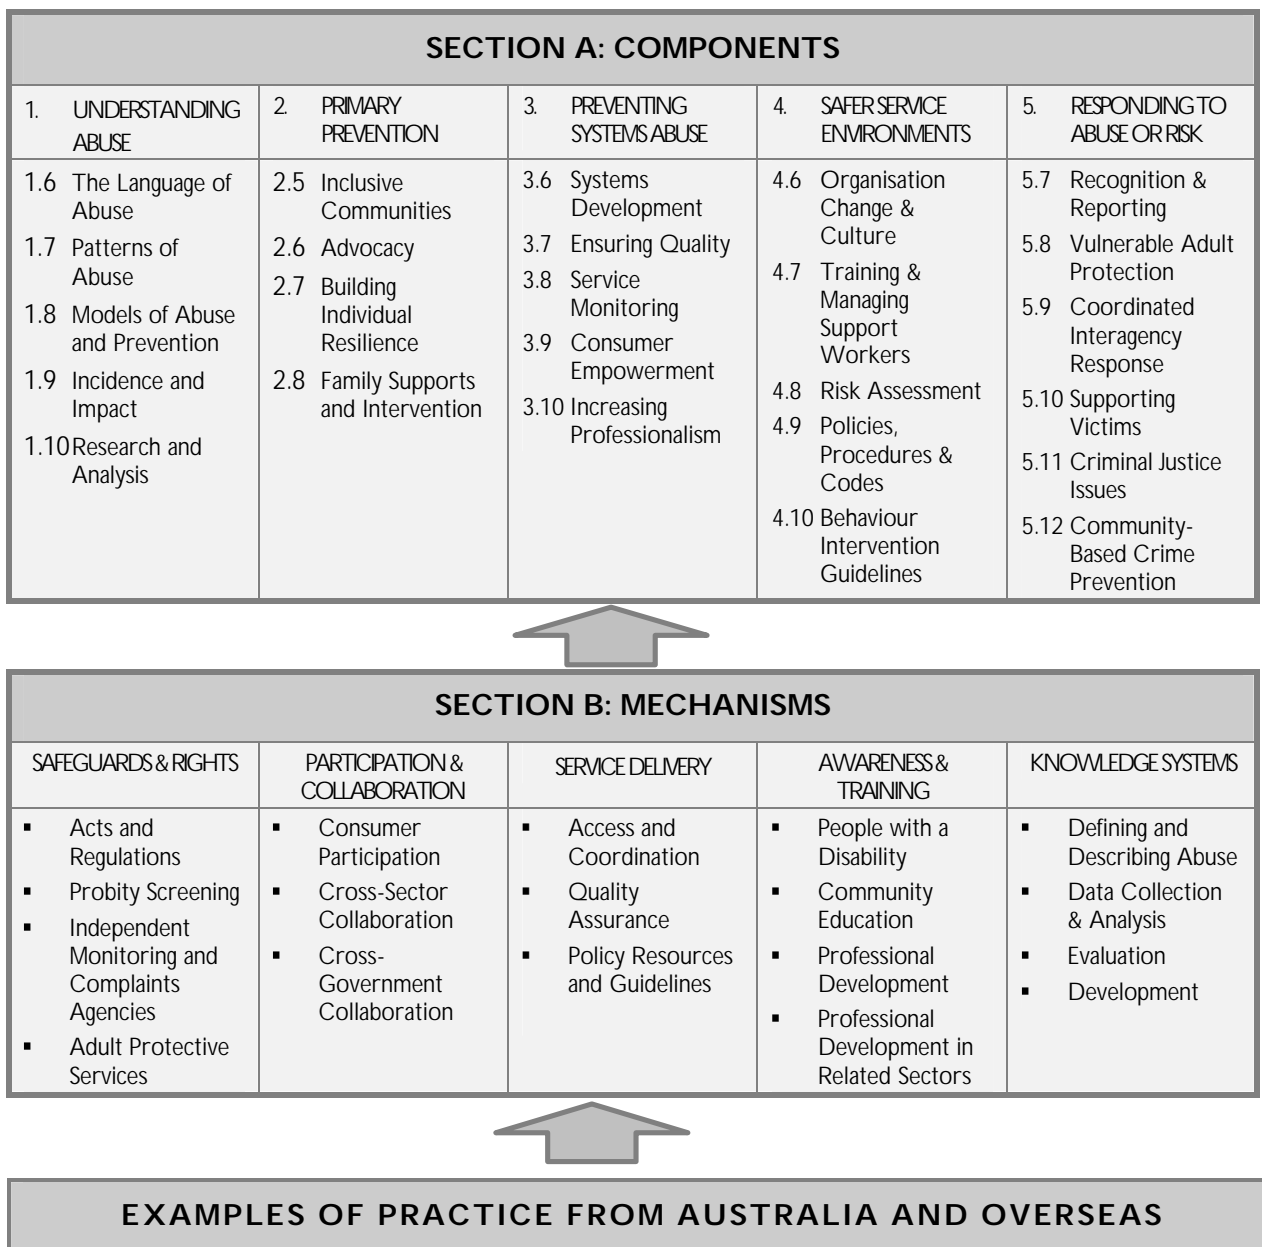 SECTION A: COMPONENTS
1. UNDERSTANDING
ABUSE
2. PRIMARY
PREVENTION
3. PREVENTING
SYSTEMS ABUSE
4. SAFER SERVICE
ENVIRONMENTS
5. RESPONDING TO
ABUSE OR RISK
1.6 The Language of
Abuse
1.7 Patterns of
Abuse
1.8 Models of Abuse
and Prevention
1.9 Incidence and
Impact
1.10 Research and
Analysis
2.5 Inclusive
Communities
2.6 Advocacy
2.7 Building
Individual
Resilience
2.8 Family Supports
and Intervention
3.6 Systems
Development
3.7 Ensuring Quality
3.8 Service
Monitoring
3.9 Consumer
Empowerment
3.10 Increasing
Professionalism
4.6 Organisation
Change &
Culture
4.7 Training &
Managing
Support
Workers
4.8 Risk Assessment
4.9 Policies,
Procedures &
Codes
4.10 Behaviour
Intervention
Guidelines
5.7 Recognition &
Reporting
5.8 Vulnerable Adult
Protection
5.9 Coordinated
Interagency
Response
5.10 Supporting
Victims
5.11 Criminal Justice
Issues
5.12 Community-
Based Crime
Prevention
SECTION B: MECHANISMS
SAFEGUARDS & RIGHTS
PARTICIPATION &
COLLABORATION
SERVICE DELIVERY
AWARENESS &
TRAINING
KNOWLEDGE SYSTEMS
▪ Acts and
Regulations
▪ Probity Screening
▪ Independent
Monitoring and
Complaints
Agencies
▪ Adult Protective
Services
▪ Consumer
Participation
▪ Cross-Sector
Collaboration
▪ Cross-
Government
Collaboration
▪ Access and
Coordination
▪ Quality
Assurance
▪ Policy Resources
and Guidelines
▪ People with a
Disability
▪ Community
Education
▪ Professional
Development
▪ Professional
Development in
Related Sectors
▪ Defining and
Describing Abuse
▪ Data Collection
& Analysis
▪ Evaluation
▪ Development
EXAMPLES OF PRACTICE FROM AUSTRALIA AND OVERSEAS